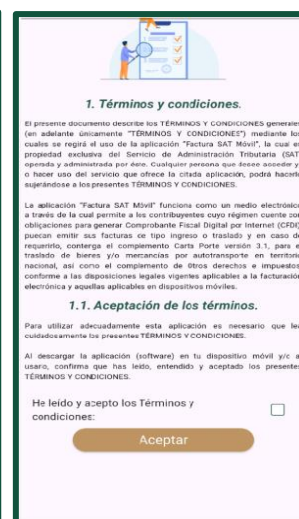 1. Términos y condiciones.
El presente documento describe los TÉRMINOS Y CONDICIONES generales
(en adelante únicamente "TÉRMINOS Y CONDICIONES") mediante los
cuales se regirá el uso de la aplicación "Factura SAT Móvil", la cual es
propiedad exclusiva del Servicio de Administración Tributaria (SAT)
operada y administrada por éste. Cualquier persona que desee acceder y
o hacer uso del servicio que ofrece la citada aplicación, podrá hacerlo
sujetándose a los presentes TÉRMINOS Y CONDICIONES.
La aplicación "Factura SAT Móvil" funciona como un medio electrónico
a través de la cual permite a los contribuyentes cuyo régimen cuente con
obligaciones para generar Comprobante Fiscal Digital por Internet (CFDI)
puedan emitir sus facturas de tipo ingreso o traslado y en caso de
requerirlo, contenga el complemento Carta Porte versión 3.1, para el
traslado de bienes y/o mercancías por autotransporte en territorio
nacional, así como el complemento de Otros derechos e impuestos
conforme a las disposiciones legales vigentes aplicables a la facturación
electrónica y aquellas aplicables en dispositivos móviles.
1.1. Aceptación de los términos.
Para utilizar adecuadamente esta aplicación es necesario que lea
cuidadosamente los presentes TÉRMINOS Y CONDICIONES.
Al descargar la aplicación (software) en tu dispositivo móvil y/o al
usarlo, confirma que has leído, entendido y aceptado los presentes
TÉRMINOS Y CONDICIONES.
He leído y acepto los Términos y
condiciones:
Aceptar